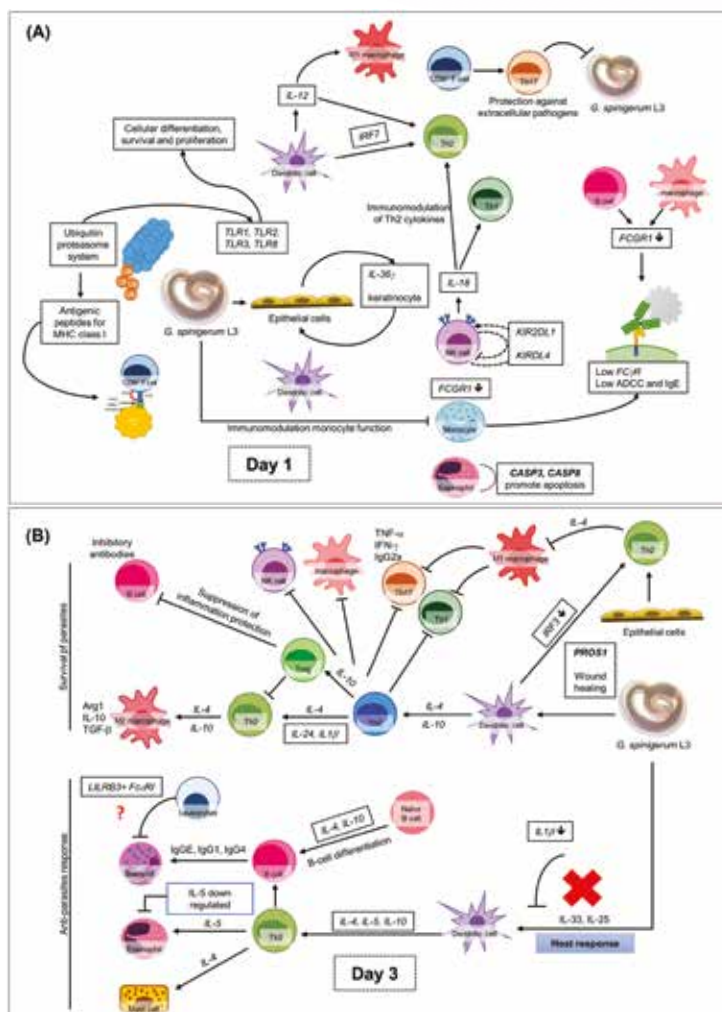 (A)
M1 macrophage
CD4+ T cell
Th17
Protection against
extracellular pathogens
G. spinigerum L3
IL-12
IRF7
Th2
Dendritic cell
Cellular differentiation,
survival and proliferation
Th1
Immunomodulation
of Th2 cytokines
B cell
macrophage
FCGR1 ↓
Ubiquitin
proteasome
system
TLR1, TLR2,
TLR3, TLR8
IL-36γ
keratinocyte
IL-18
Antigenic
peptides for
MHC class I
G. spinigerum L3
Epithelial cells
NK cell
KIR2DL1
KIRDL4
Dendritic cell
FCGR1 ↓
Monocyte
Low FCγR
Low ADCC and IgE
Immunomodulation monocyte function
Day 1
Eosinophil
CASP3, CASP8
promote apoptosis
(B)
Survival pf parasites
Inhibitory
antibodies
B cell
NK cell
macrophage
TNF-α
IFN-γ
IgG2a
Th17
Th1
M1 macrophage
IL-4
Th2
Epithelial cells
Suppression of
inflammation protection
Treg
IL-10
IRF3 ↓
PROS1
Wound
healing
Arg1
IL-10
TGF-β
M2 macrophage
IL-4
IL-10
Th2
IL-4
IL-24, IL1β
IL-4
IL-10
Dendritic cell
G. spinigerum L3
Anti-parasites response
LILRB3+ FcαRI
?
IgGE, IgG1, IgG4
B cell
IL-4, IL-10
B-cell differentiation
Naive
B cell
Basophil
IL-5 down
regulated
Eosinophil
IL-5
Th2
IL-4, IL-5, IL-10
Dendritic cell
IL1β ↓
IL-33, IL-25
Host response
IL-4
Mast cell
Day 3